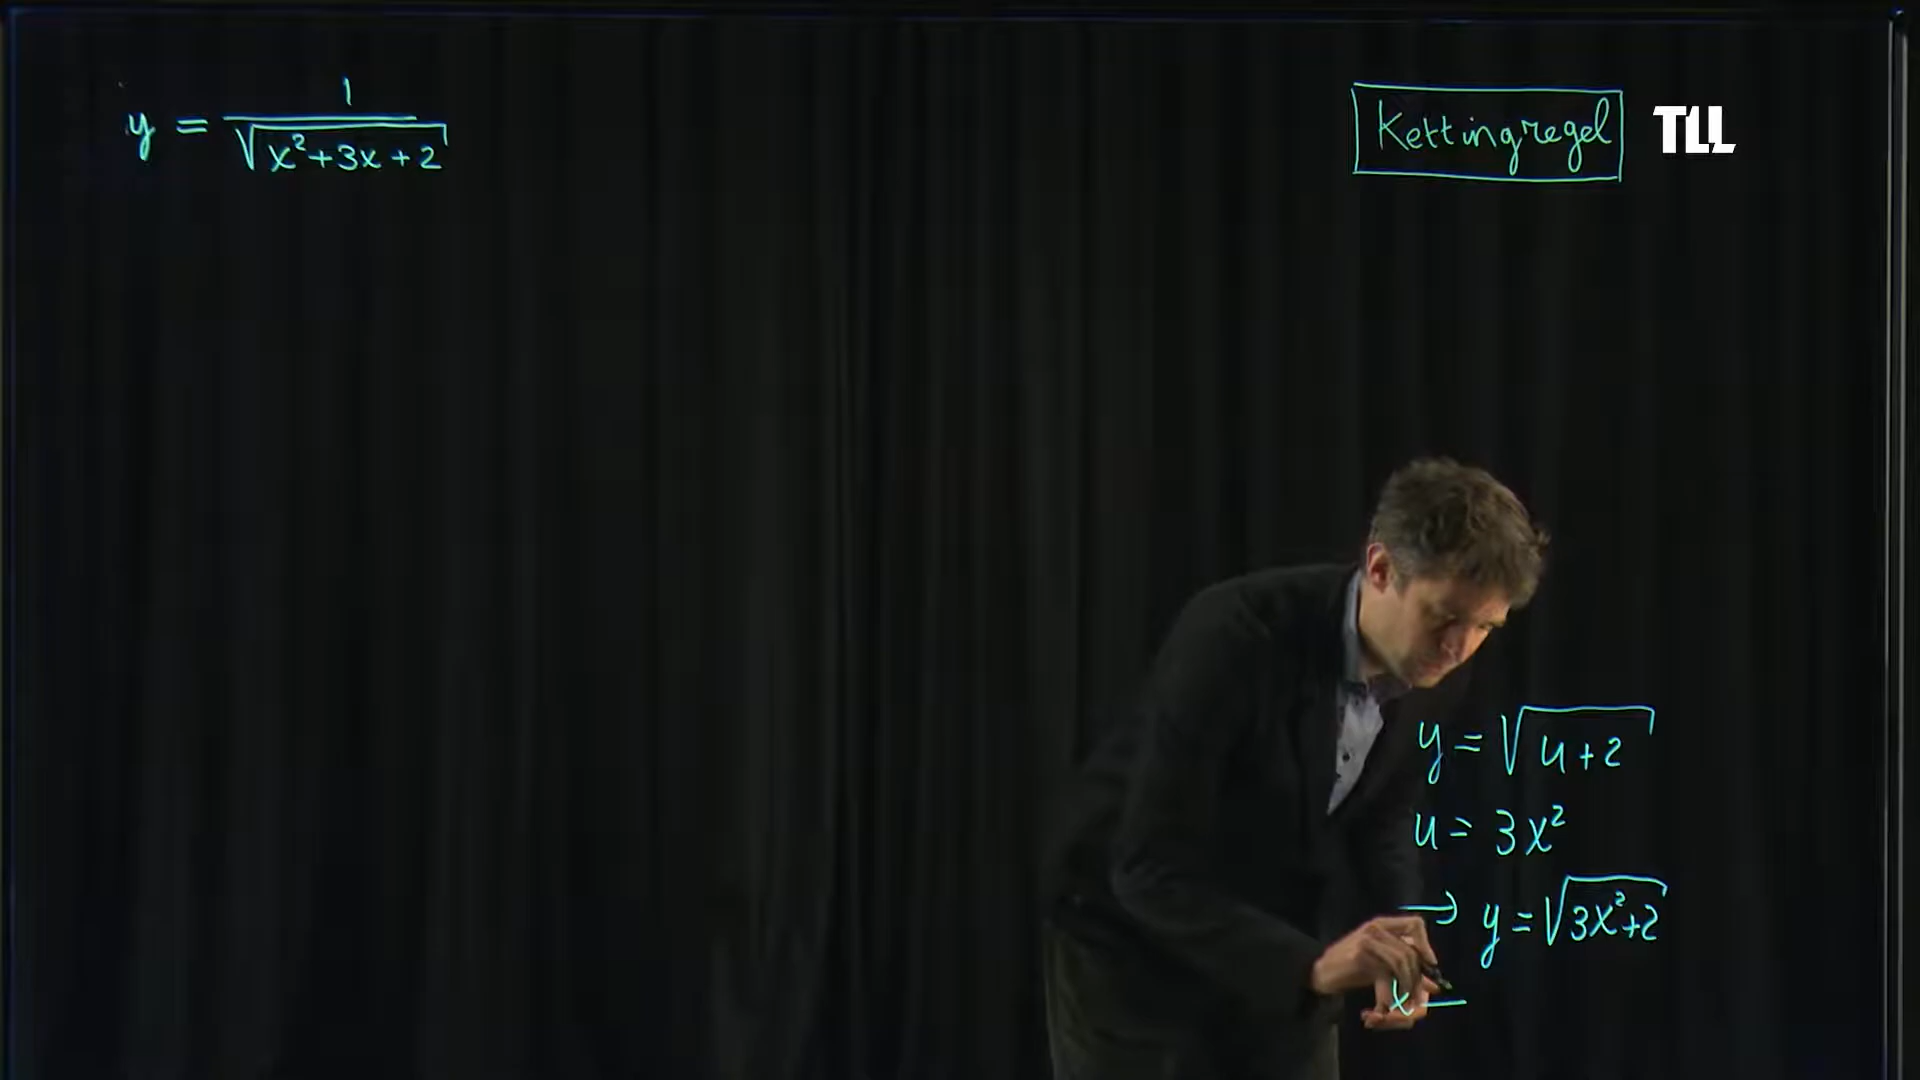 y = 1/√(x²+3x+2)
Kettingregel
TLL
y = √(u+2)
u = 3x²
→ y = √(3x²+2)
x —